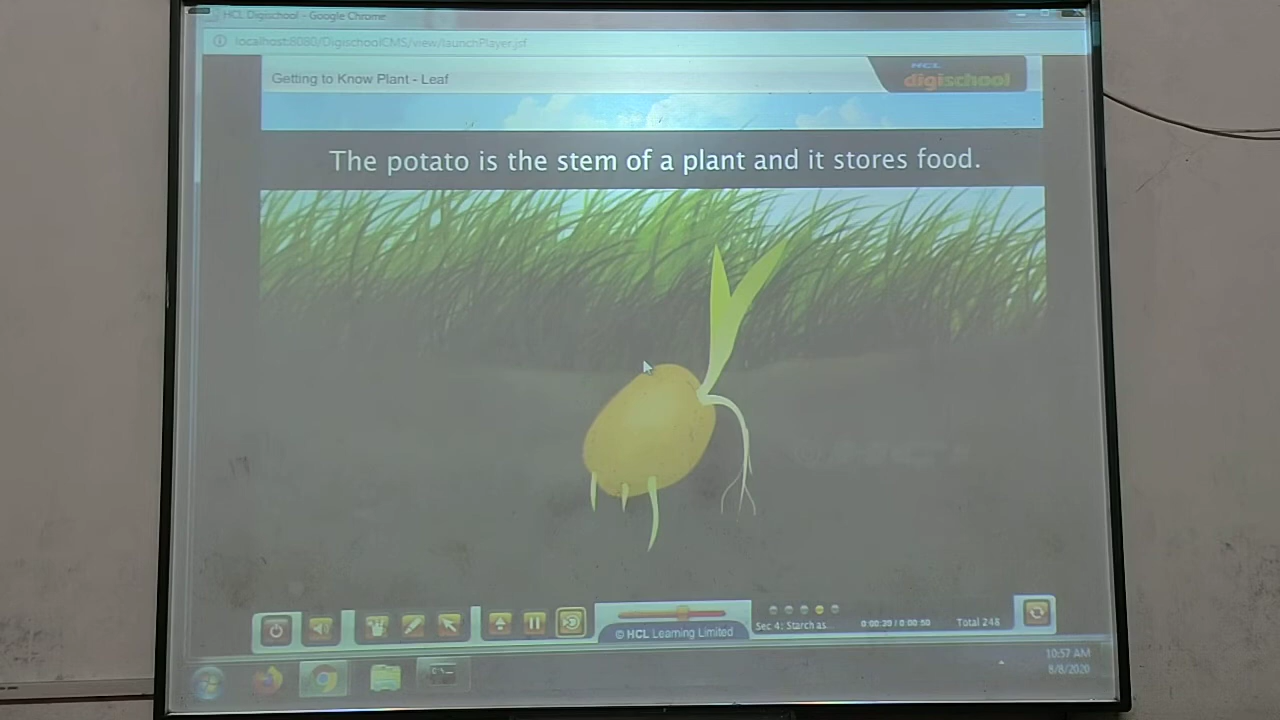 HCL Digischool - Google Chrome
localhost:8080/DigischoolCMS/view/launchPlayer.jsf
Getting to Know Plant - Leaf
HCL
digischool
The potato is the stem of a plant and it stores food.
© HCL Learning Limited
Sec 4: Starch as...
0:00:39 / 0:00:50
Total 248
10:57 AM
8/8/2020